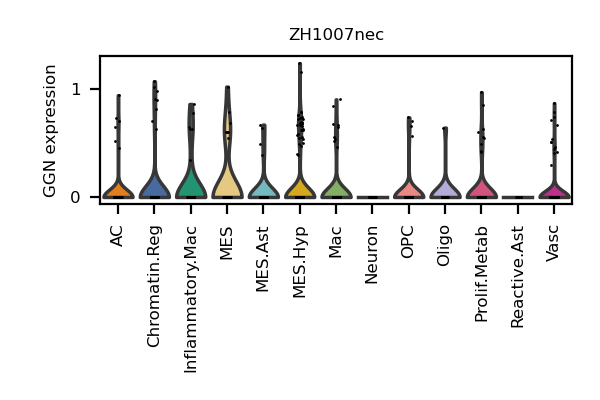 ZH1007nec
GGN expression
1
0
AC
Chromatin.Reg
Inflammatory.Mac
MES
MES.Ast
MES.Hyp
Mac
Neuron
OPC
Oligo
Prolif.Metab
Reactive.Ast
Vasc